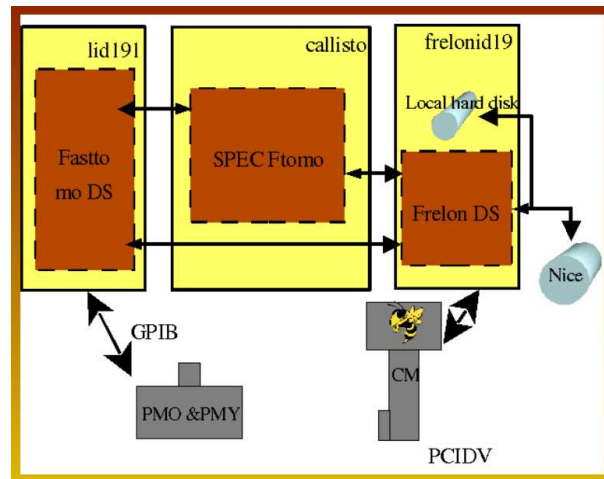 lid191
callisto
frelonid19
Local hard disk
Fastto
mo DS
SPEC Ftomo
Frelon DS
Nice
GPIB
CM
PMO &PMY
PCIDV